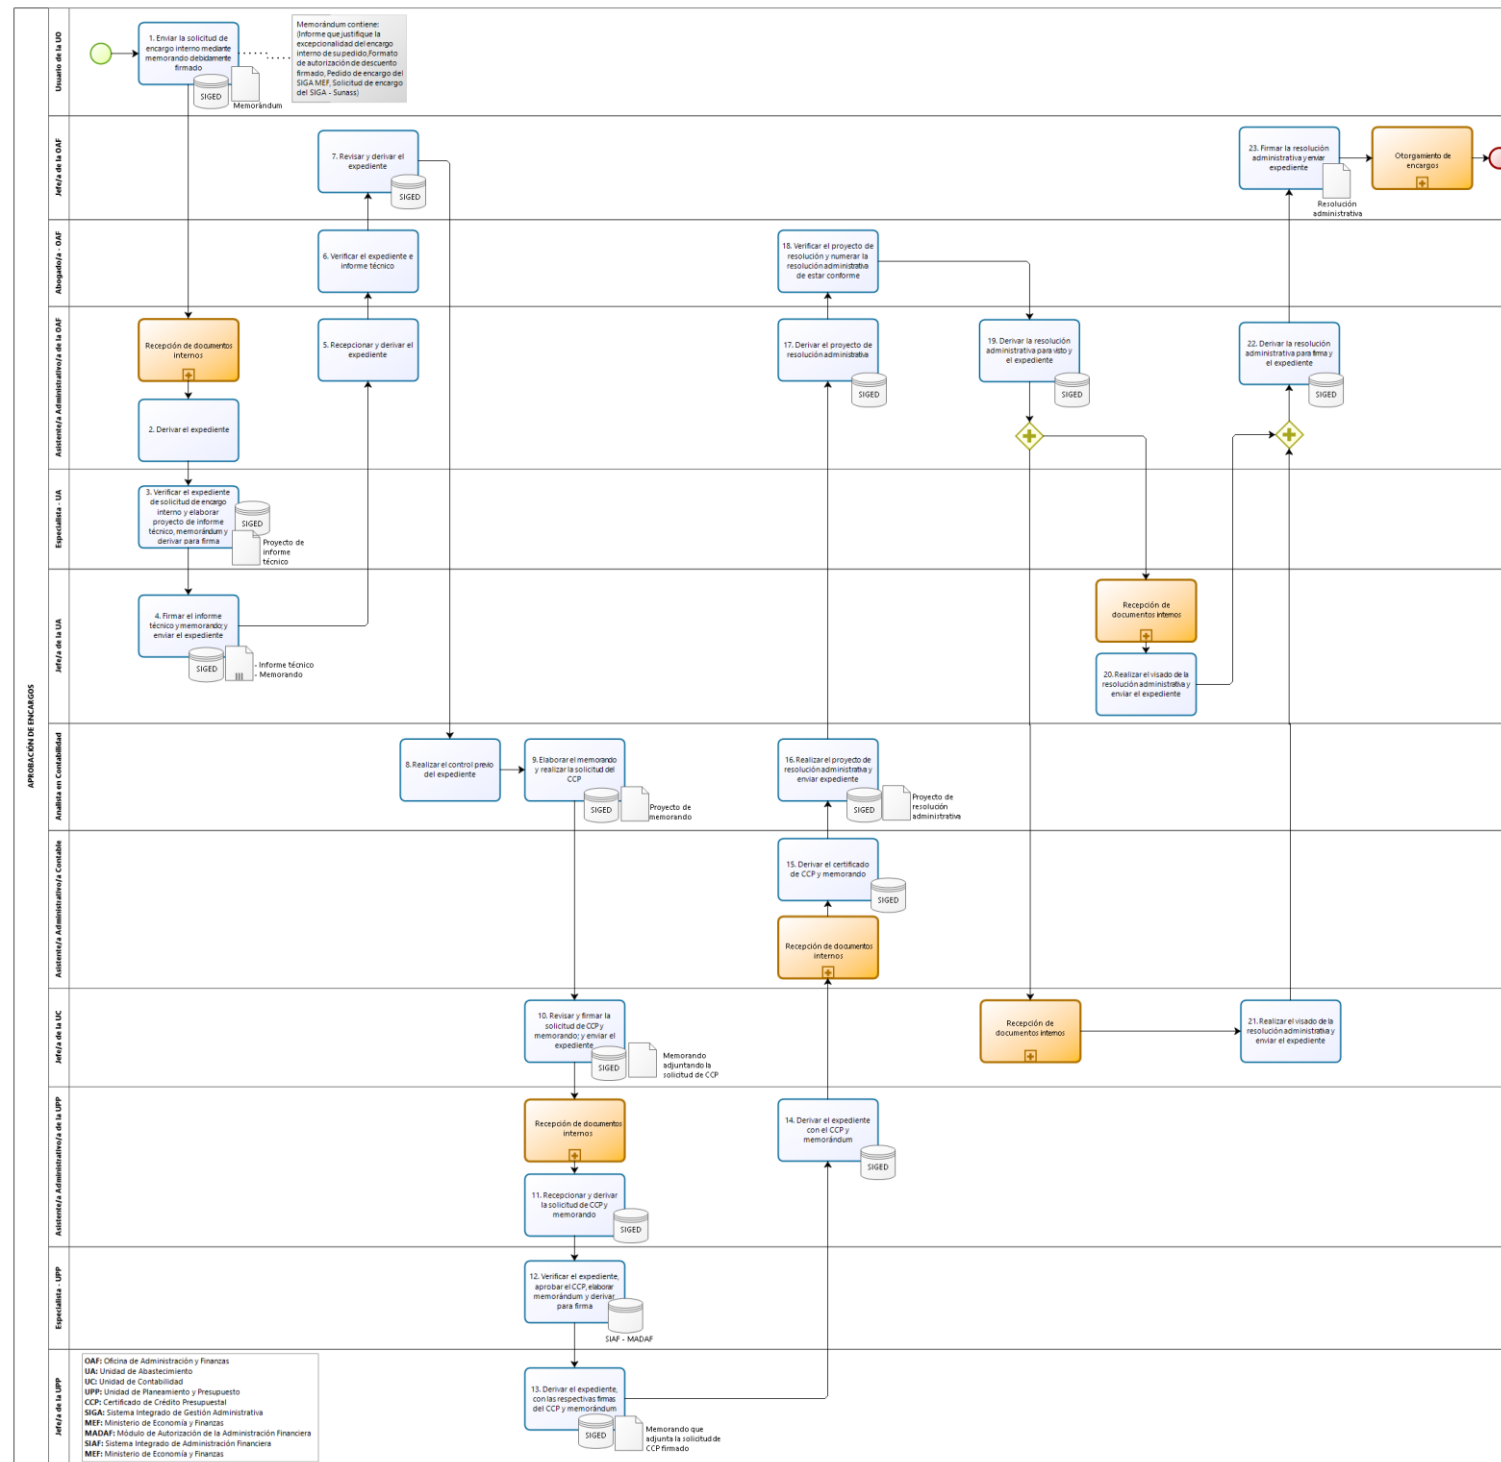 APROBACIÓN DE ENCARGOS
Usuario de la UO
1. Enviar la solicitud de
encargo interno mediante
memorando debidamente
firmado
SIGED
Memorándum
Memorándum contiene:
(Informe que justifique la
excepcionalidad del encargo
interno de su pedido,Formato
de autorización de descuento
firmado, Pedido de encargo del
SIGA MEF, Solicitud de encargo
del SIGA - Sunass)
Jefe/a de la OAF
7. Revisar y derivar el
expediente
SIGED
23. Firmar la resolución
administrativa y enviar
expediente
Resolución
administrativa
Otorgamiento de
encargos
Abogado/a - OAF
6. Verificar el expediente e
informe técnico
18. Verificar el proyecto de
resolución y numerar la
resolución administrativa
de estar conforme
Asistente/a Administrativo/a de la OAF
Recepción de documentos
internos
2. Derivar el expediente
5. Recepcionar y derivar el
expediente
17. Derivar el proyecto de
resolución administrativa
SIGED
19. Derivar la resolución
administrativa para visto y
el expediente
SIGED
22. Derivar la resolución
administrativa para firma y
el expediente
SIGED
Especialista - UA
3. Verificar el expediente
de solicitud de encargo
interno y elaborar
proyecto de informe
técnico, memorándum y
derivar para firma
SIGED
Proyecto de
informe
técnico
Jefe/a de la UA
4. Firmar el informe
técnico y memorando; y
enviar el expediente
SIGED
- Informe técnico
- Memorando
Recepción de
documentos internos
20. Realizar el visado de la
resolución administrativa y
enviar el expediente
Analista en Contabilidad
8. Realizar el control previo
del expediente
9. Elaborar el memorando
y realizar la solicitud del
CCP
SIGED
Proyecto de
memorando
16. Realizar el proyecto de
resolución administrativa y
enviar expediente
SIGED
Proyecto de
resolución
administrativa
Asistente/a Administrativo/a Contable
15. Derivar el certificado
de CCP y memorando
SIGED
Recepción de documentos
internos
Jefe/a de la UC
10. Revisar y firmar la
solicitud de CCP y
memorando; y enviar el
expediente
SIGED
Memorando
adjuntando la
solicitud de CCP
Recepción de
documentos internos
21. Realizar el visado de la
resolución administrativa y
enviar el expediente
Asistente/a Administrativo/a de la UPP
Recepción de documentos
internos
11. Recepcionar y derivar
la solicitud de CCP y
memorando
SIGED
14. Derivar el expediente
con el CCP y
memorándum
SIGED
Especialista - UPP
12. Verificar el expediente,
aprobar el CCP, elaborar
memorándum y derivar
para firma
SIAF - MADAF
Jefe/a de la UPP
OAF: Oficina de Administración y Finanzas
UA: Unidad de Abastecimiento
UC: Unidad de Contabilidad
UPP: Unidad de Planeamiento y Presupuesto
CCP: Certificado de Crédito Presupuestal
SIGA: Sistema Integrado de Gestión Administrativa
MEF: Ministerio de Economía y Finanzas
MADAF: Módulo de Autorización de la Administración Financiera
SIAF: Sistema Integrado de Administración Financiera
MEF: Ministerio de Economía y Finanzas
13. Derivar el expediente,
con las respectivas firmas
del CCP y memorándum
SIGED
Memorando que
adjunta la solicitud de
CCP firmado